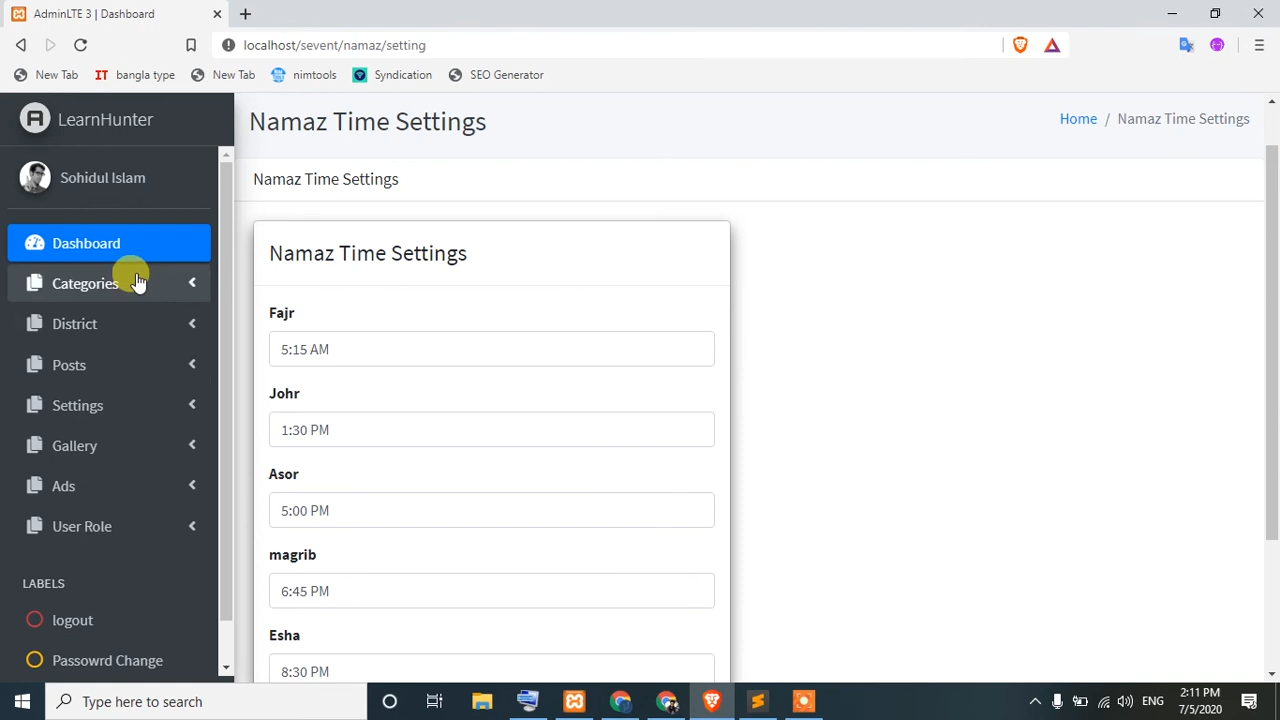 AdminLTE 3 | Dashboard
localhost/sevent/namaz/setting
New Tab
IT bangla type
New Tab
nimtools
Syndication
SEO Generator
LearnHunter
Sohidul Islam
Dashboard
Categories
District
Posts
Settings
Gallery
Ads
User Role
LABELS
logout
Passowrd Change
Namaz Time Settings
Home / Namaz Time Settings
Namaz Time Settings
Namaz Time Settings
Fajr
5:15 AM
Johr
1:30 PM
Asor
5:00 PM
magrib
6:45 PM
Esha
8:30 PM
Type here to search
ENG
2:11 PM
7/5/2020